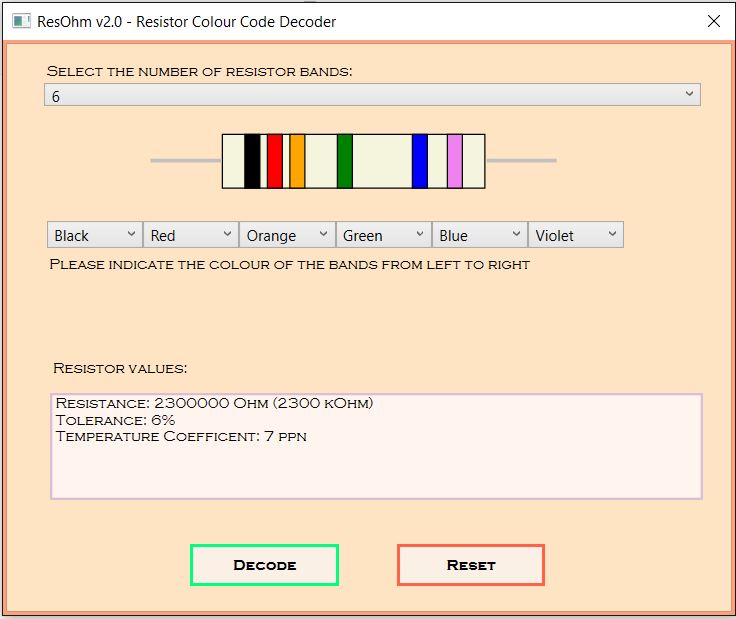 ResOhm v2.0 - Resistor Colour Code Decoder
Select the number of resistor bands:
6
Black Red Orange Green Blue Violet
Please indicate the colour of the bands from left to right
Resistor values:
Resistance: 2300000 Ohm (2300 kOhm)
Tolerance: 6%
Temperature Coefficent: 7 ppn
Decode Reset